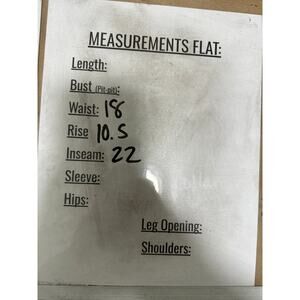 MEASUREMENTS FLAT:
Length:
Bust (Pit-pit):
Waist: 18
Rise 10.5
Inseam: 22
Sleeve:
Hips:
Leg Opening:
Shoulders: